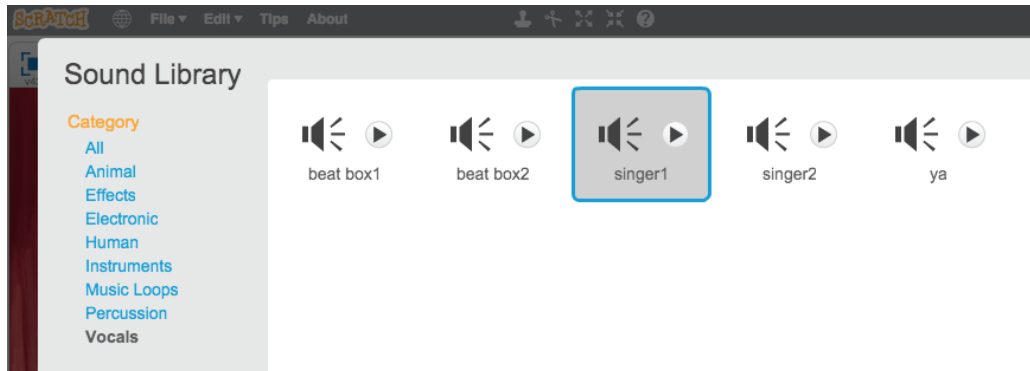 SCRATCH File Edit Tips About
Sound Library
Category
All
Animal
Effects
Electronic
Human
Instruments
Music Loops
Percussion
Vocals
beat box1 beat box2 singer1 singer2 ya